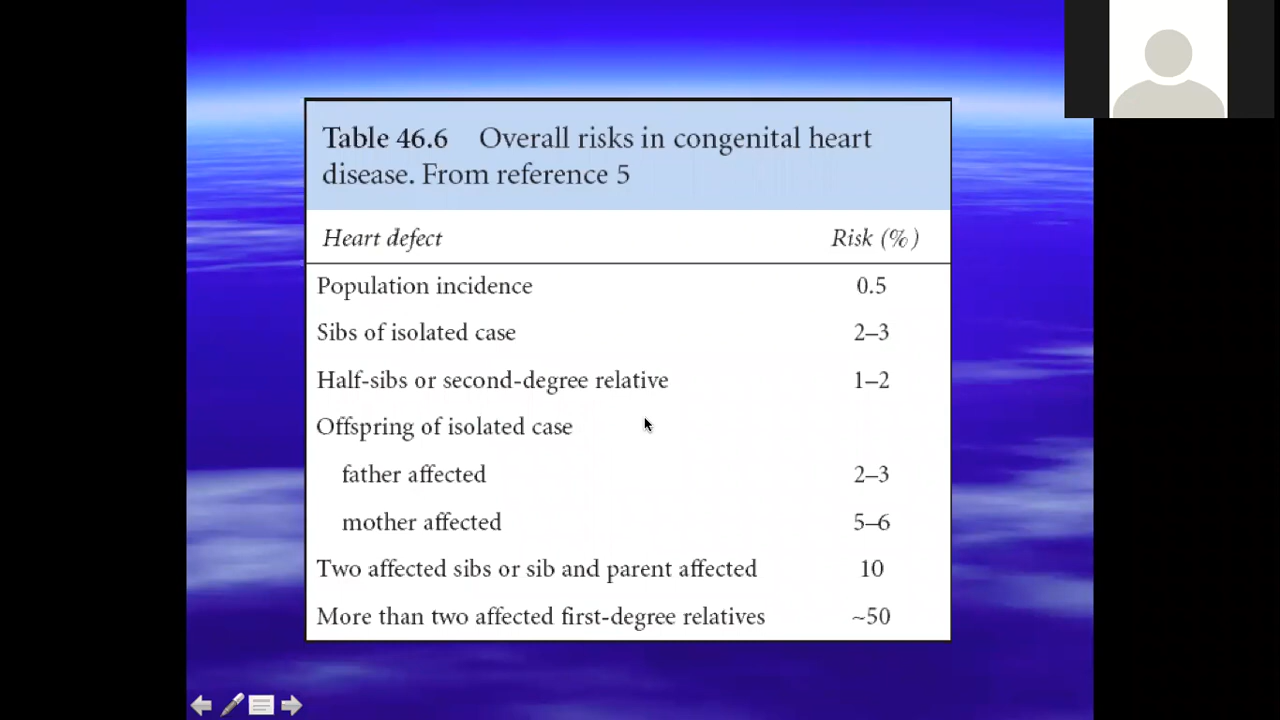 Table 46.6 Overall risks in congenital heart
disease. From reference 5
Heart defect Risk (%)
Population incidence 0.5
Sibs of isolated case 2–3
Half-sibs or second-degree relative 1–2
Offspring of isolated case
father affected 2–3
mother affected 5–6
Two affected sibs or sib and parent affected 10
More than two affected first-degree relatives ~50